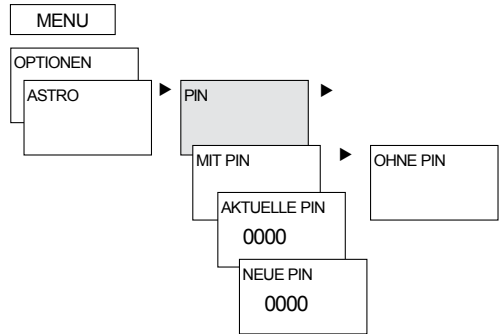 MENU
OPTIONEN
ASTRO
PIN
MIT PIN
OHNE PIN
AKTUELLE PIN
0000
NEUE PIN
0000